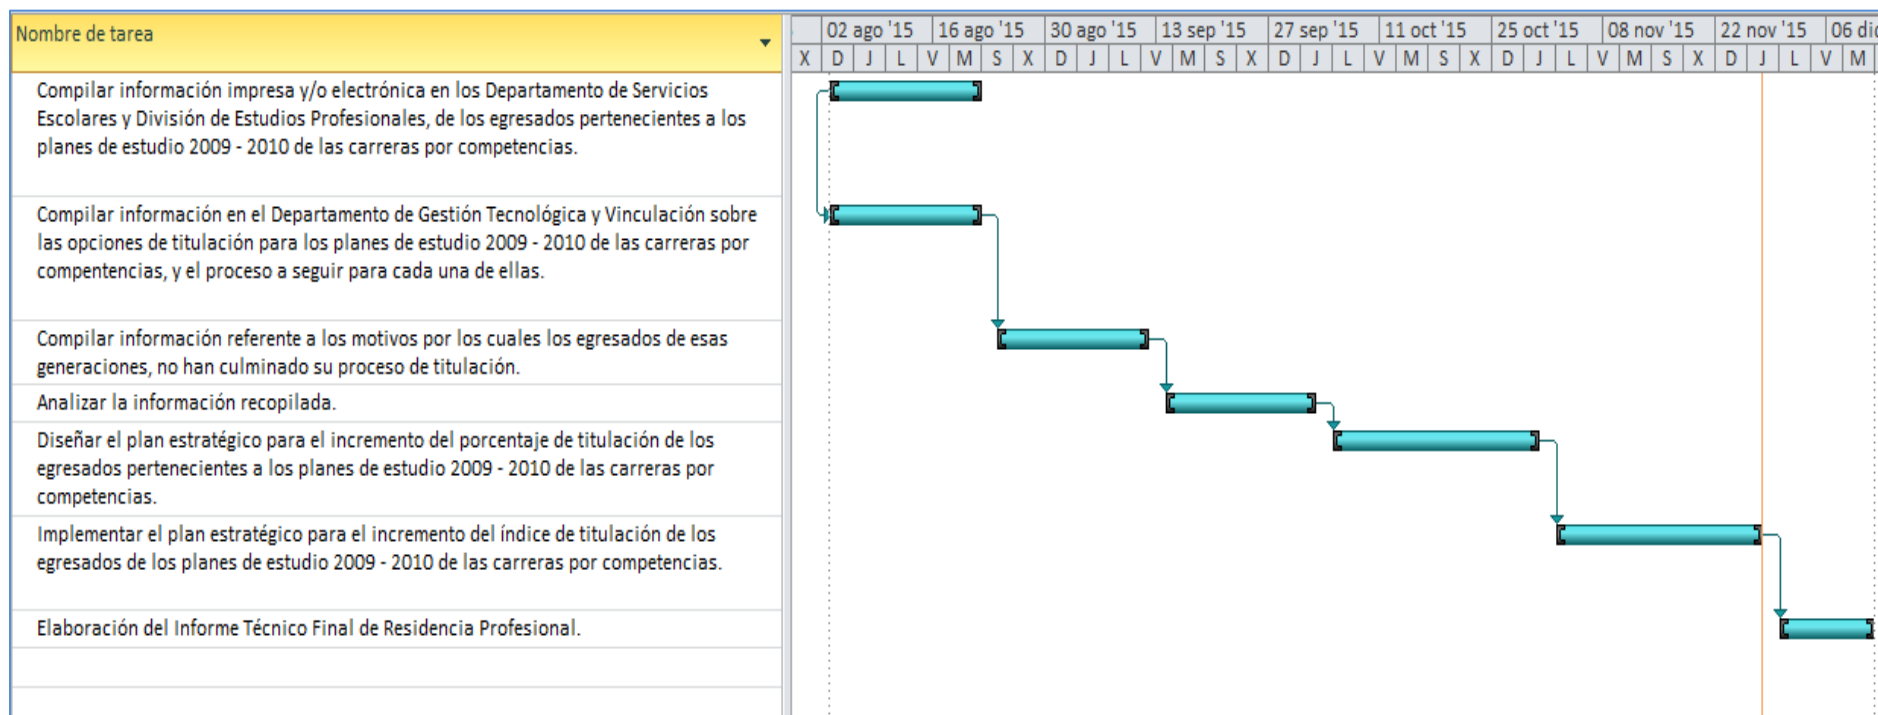 Nombre de tarea
02 ago '15 16 ago '15 30 ago '15 13 sep '15 27 sep '15 11 oct '15 25 oct '15 08 nov '15 22 nov '15 06 dic
X D J L V M S X D J L V M S X D J L V M S X D J L V M S X D J L V M
Compilar información impresa y/o electrónica en los Departamento de Servicios
Escolares y División de Estudios Profesionales, de los egresados pertenecientes a los
planes de estudio 2009 - 2010 de las carreras por competencias.
Compilar información en el Departamento de Gestión Tecnológica y Vinculación sobre
las opciones de titulación para los planes de estudio 2009 - 2010 de las carreras por
compentencias, y el proceso a seguir para cada una de ellas.
Compilar información referente a los motivos por los cuales los egresados de esas
generaciones, no han culminado su proceso de titulación.
Analizar la información recopilada.
Diseñar el plan estratégico para el incremento del porcentaje de titulación de los
egresados pertenecientes a los planes de estudio 2009 - 2010 de las carreras por
competencias.
Implementar el plan estratégico para el incremento del índice de titulación de los
egresados de los planes de estudio 2009 - 2010 de las carreras por competencias.
Elaboración del Informe Técnico Final de Residencia Profesional.